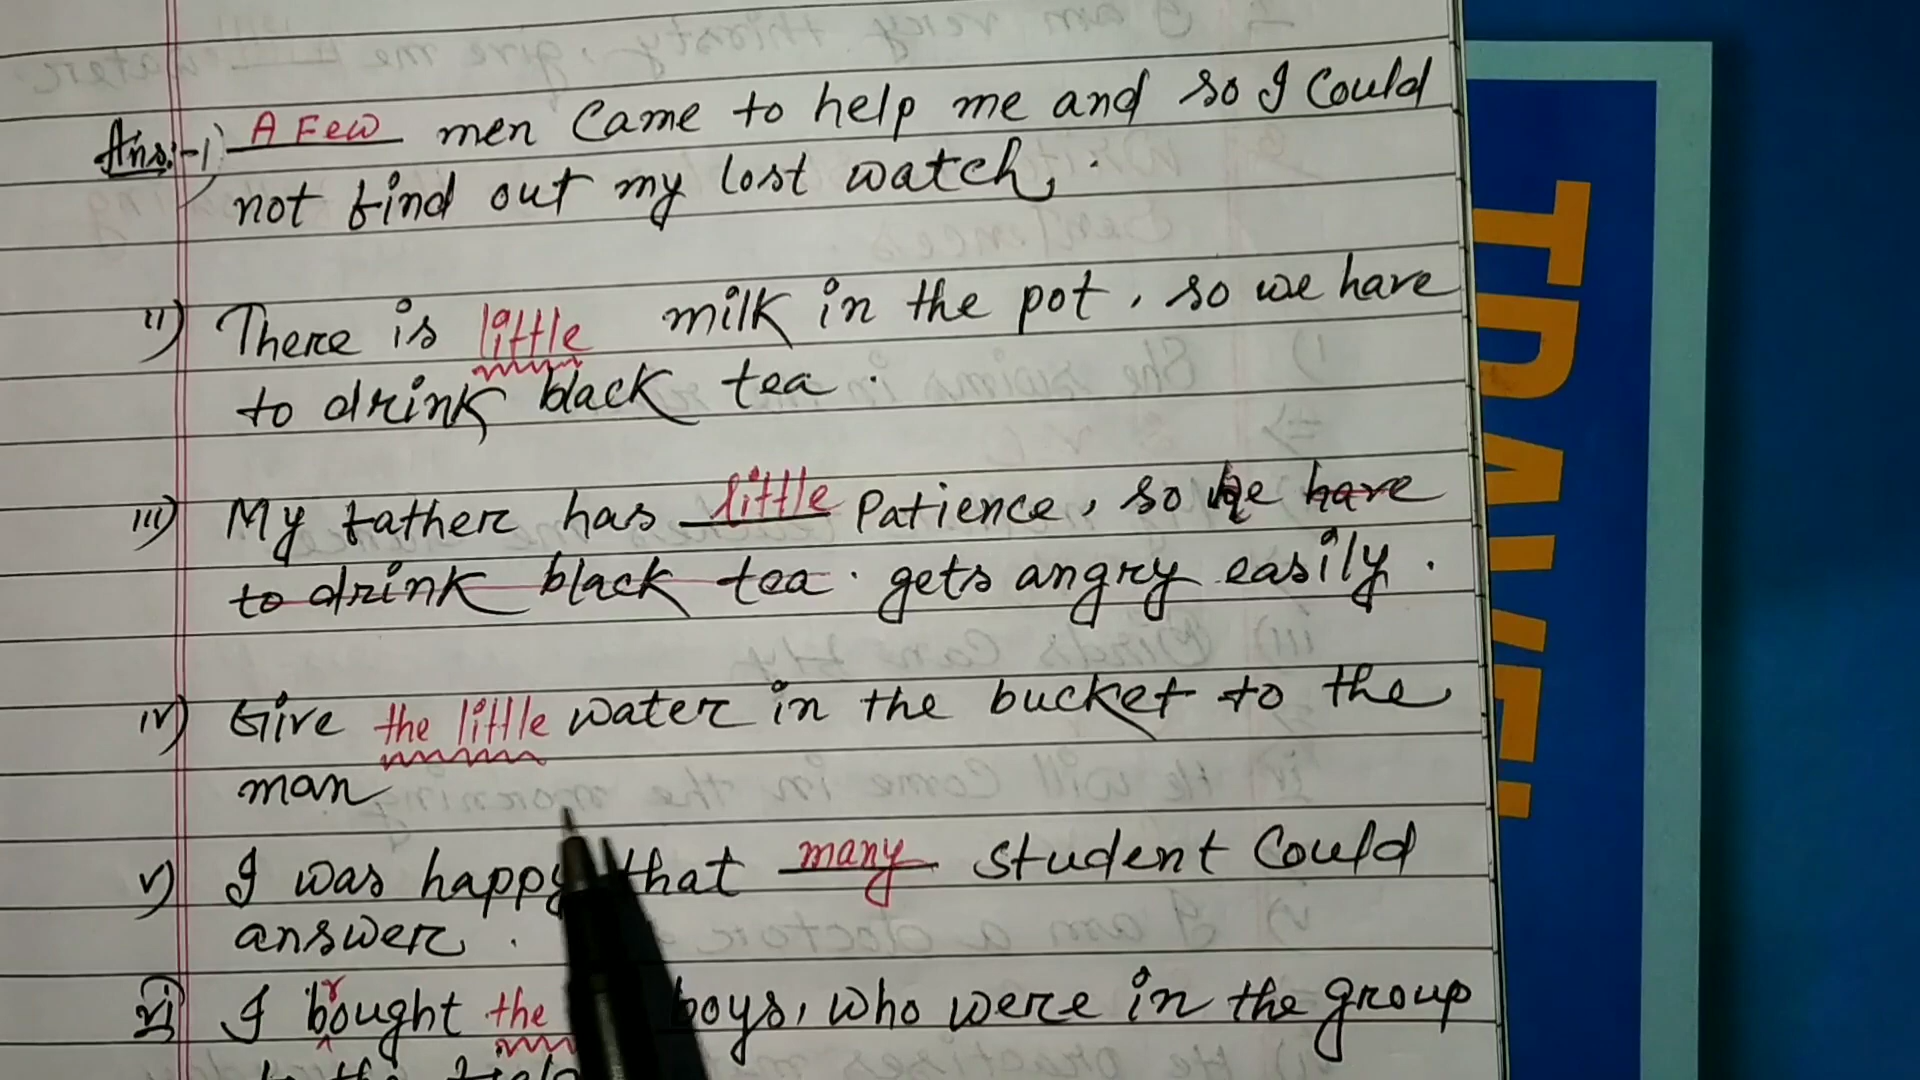 Ans:-i) A Few men Came to help me and so I Could
not find out my lost watch,.
ii) There is little milk in the pot, so we have
to drink black tea.
iii) My father has little Patience, so he have
to drink black tea. gets angry easily.
iv) Give the little water in the bucket to the
man
v) I was happy that many student Could
answer.
vi) I brought the boys, who were in the group
TRAVEL